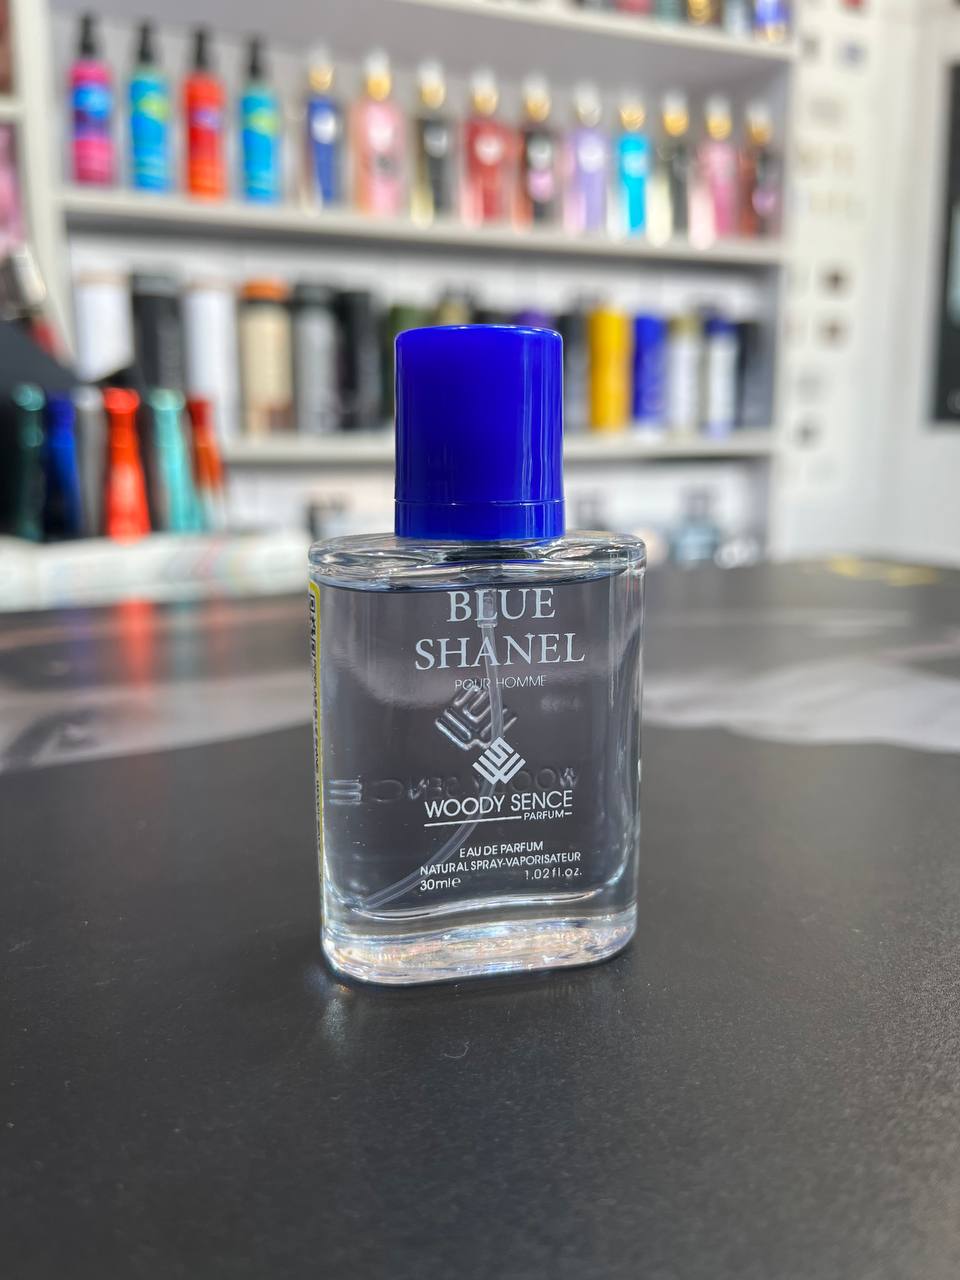 BLUE
SHANEL
POUR HOMME
WOODY SENCE
PARFUM
EAU DE PARFUM
NATURAL SPRAY-VAPORISATEUR
30ml e 1,02 fl.oz.